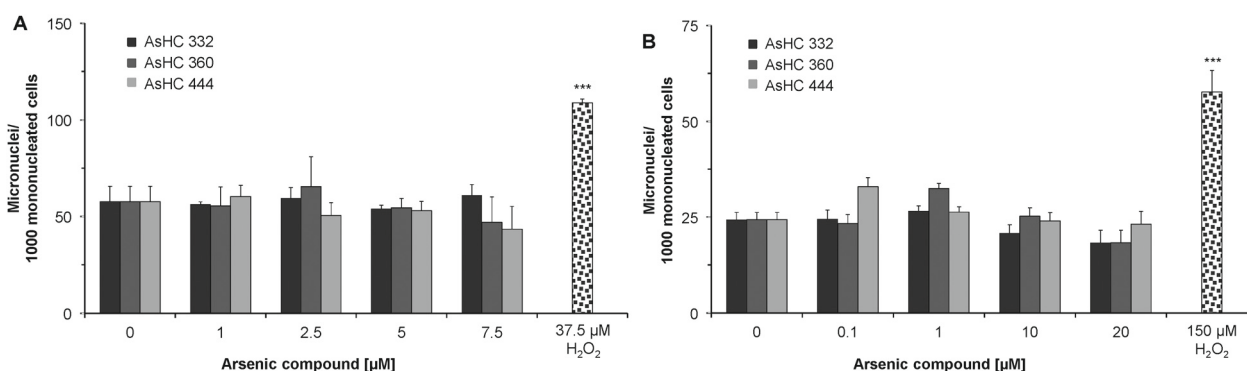 A
AsHC 332
AsHC 360
AsHC 444
Micronuclei/
1000 mononucleated cells
150
100
50
0
***
0 1 2.5 5 7.5 37.5 µM
H₂O₂
Arsenic compound [µM]
B
AsHC 332
AsHC 360
AsHC 444
Micronuclei/
1000 mononucleated cells
75
50
25
0
***
0 0.1 1 10 20 150 µM
H₂O₂
Arsenic compound [µM]